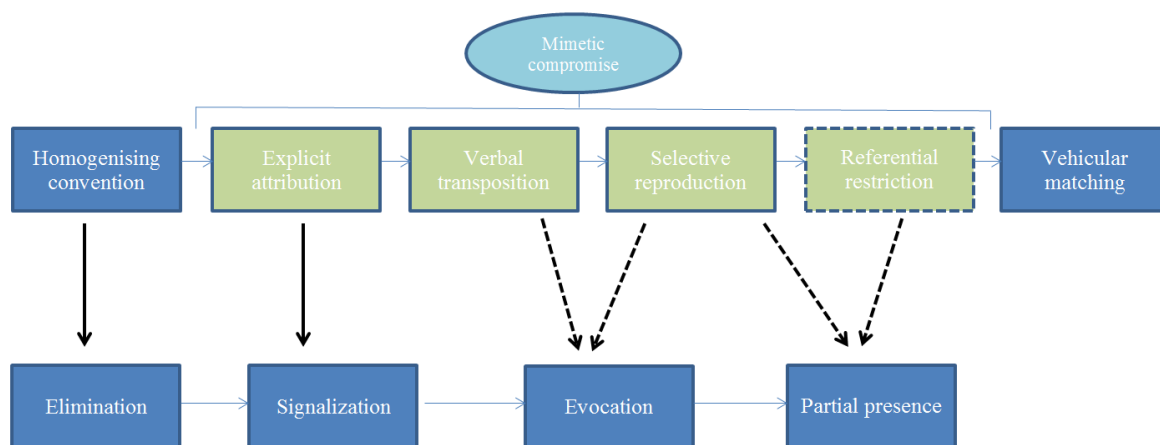 Mimetic
compromise
Homogenising
convention
Explicit
attribution
Verbal
transposition
Selective
reproduction
Referential
restriction
Vehicular
matching
Elimination
Signalization
Evocation
Partial presence